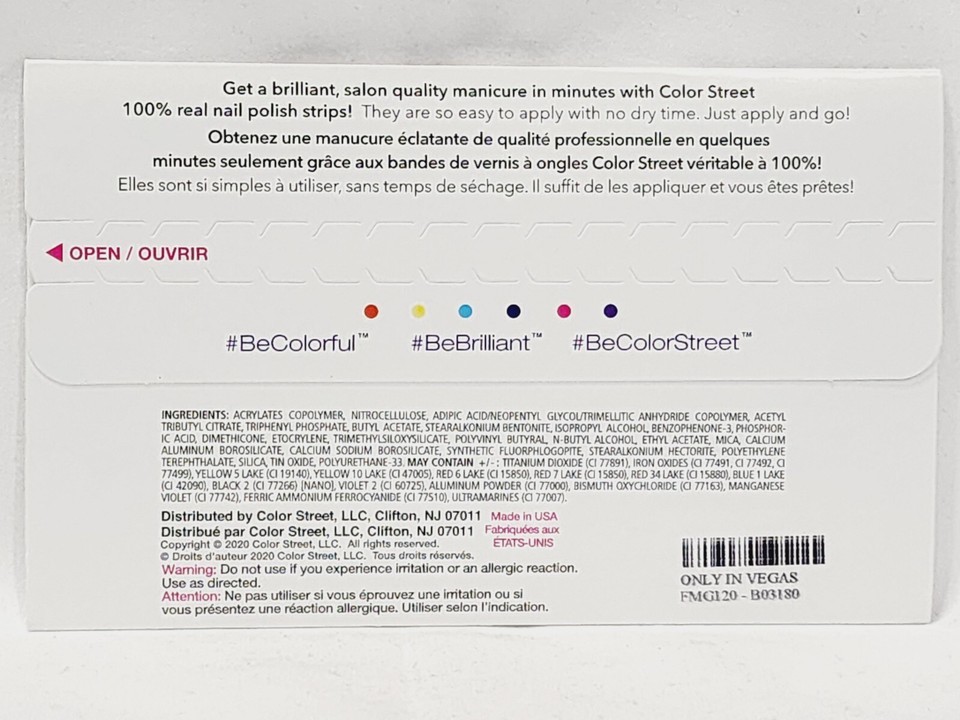 Get a brilliant, salon quality manicure in minutes with Color Street
100% real nail polish strips! They are so easy to apply with no dry time. Just apply and go!
Obtenez une manucure éclatante de qualité professionnelle en quelques
minutes seulement grâce aux bandes de vernis à ongles Color Street véritable à 100%!
Elles sont si simples à utiliser, sans temps de séchage. Il suffit de les appliquer et vous êtes prêtes!
OPEN / OUVRIR
#BeColorful™ #BeBrilliant™ #BeColorStreet™
INGREDIENTS: ACRYLATES COPOLYMER, NITROCELLULOSE, ADIPIC ACID/NEOPENTYL GLYCOL/TRIMELLITIC ANHYDRIDE COPOLYMER, ACETYL
TRIBUTYL CITRATE, TRIPHENYL PHOSPHATE, BUTYL ACETATE, STEARALKONIUM BENTONITE, ISOPROPYL ALCOHOL, BENZOPHENONE-3, PHOSPHOR-
IC ACID, DIMETHICONE, ETOCRYLENE, TRIMETHYLSILOXYSILICATE, POLYVINYL BUTYRAL, N-BUTYL ALCOHOL, ETHYL ACETATE, MICA, CALCIUM
ALUMINUM BOROSILICATE, CALCIUM SODIUM BOROSILICATE, SYNTHETIC FLUORPHLOGOPITE, STEARALKONIUM HECTORITE, POLYETHYLENE
TEREPHTHALATE, SILICA, TIN OXIDE, POLYURETHANE-33. MAY CONTAIN +/- : TITANIUM DIOXIDE (CI 77891), IRON OXIDES (CI 77491, CI 77492, CI
77499), YELLOW 5 LAKE (CI 19140), YELLOW 10 LAKE (CI 47005), RED 6 LAKE (CI 15850), RED 7 LAKE (CI 15850), RED 34 LAKE (CI 15880), BLUE 1 LAKE
(CI 42090), BLACK 2 (CI 77266) [NANO], VIOLET 2 (CI 60725), ALUMINUM POWDER (CI 77000), BISMUTH OXYCHLORIDE (CI 77163), MANGANESE
VIOLET (CI 77742), FERRIC AMMONIUM FERROCYANIDE (CI 77510), ULTRAMARINES (CI 77007).
Distributed by Color Street, LLC, Clifton, NJ 07011 Made in USA
Distribué par Color Street, LLC, Clifton, NJ 07011 Fabriquées aux
Copyright © 2020 Color Street, LLC. All rights reserved. ÉTATS-UNIS
© Droits d'auteur 2020 Color Street, LLC. Tous droits réservés.
Warning: Do not use if you experience irritation or an allergic reaction.
Use as directed.
Attention: Ne pas utiliser si vous éprouvez une irritation ou si
vous présentez une réaction allergique. Utiliser selon l'indication.
ONLY IN VEGAS
FMG120 - B03180